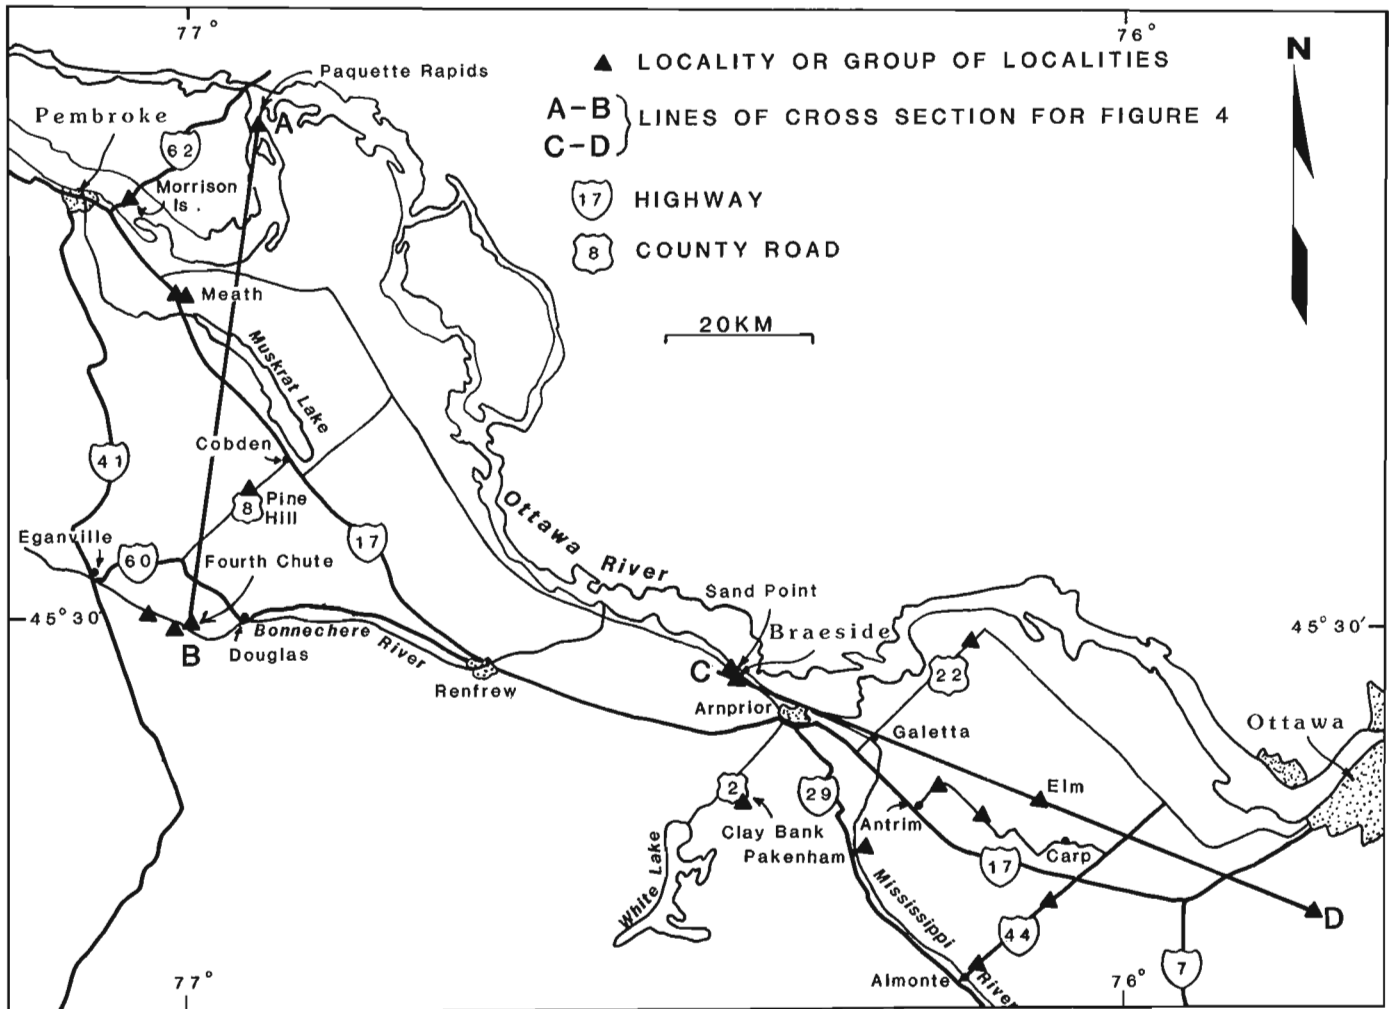 77°
76°
N
LOCALITY OR GROUP OF LOCALITIES
A-B
C-D
LINES OF CROSS SECTION FOR FIGURE 4
17 HIGHWAY
8 COUNTY ROAD
20KM
Paquette Rapids
A
Pembroke
62
Morrison
Is.
Meath
Muskrat Lake
Cobden
41
8
Pine
Hill
17
Eganville
60
Fourth Chute
45°30'
B
Bonnechere
River
Douglas
Renfrew
Ottawa River
Sand Point
Braeside
C
Arnprior
22
45°30'
Galetta
Ottawa
2
29
Elm
Clay Bank
Antrim
Pakenham
Carp
17
White Lake
Mississippi
River
44
D
7
Almonte
77°
76°